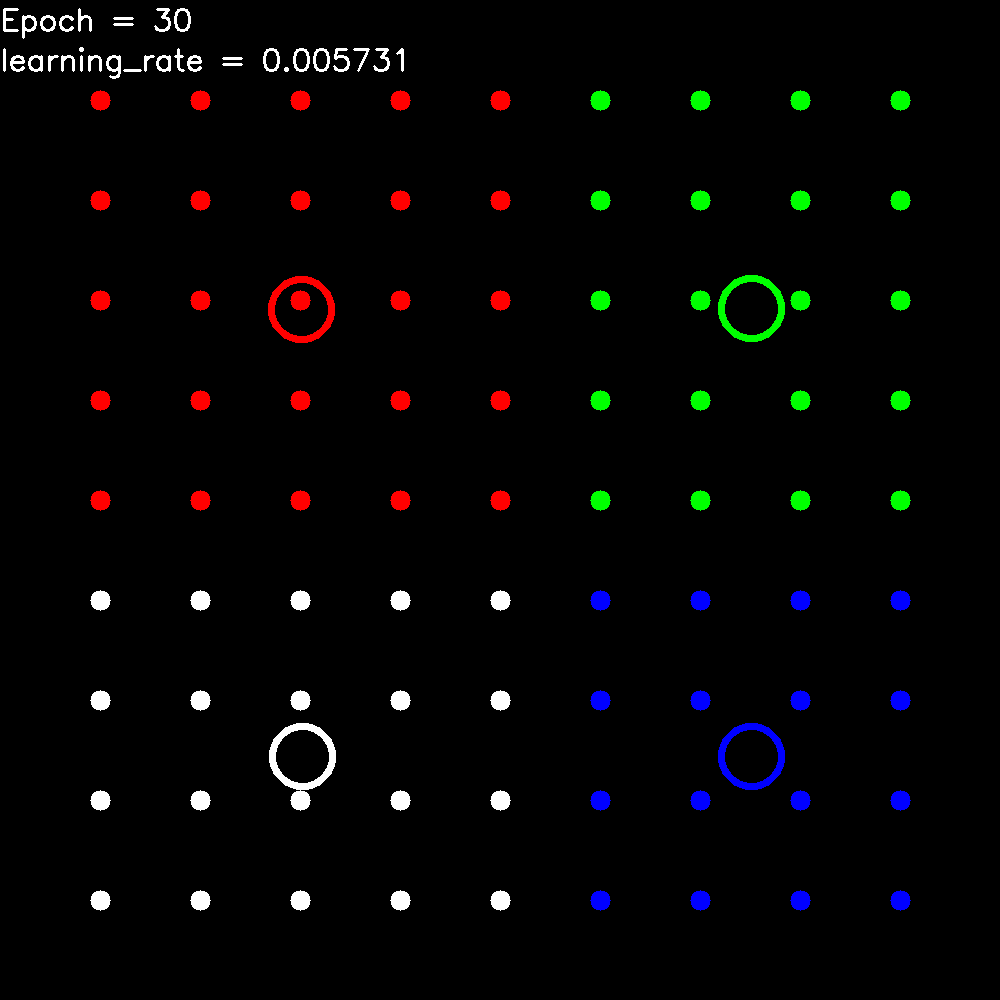 Epoch = 30
learning_rate = 0.005731